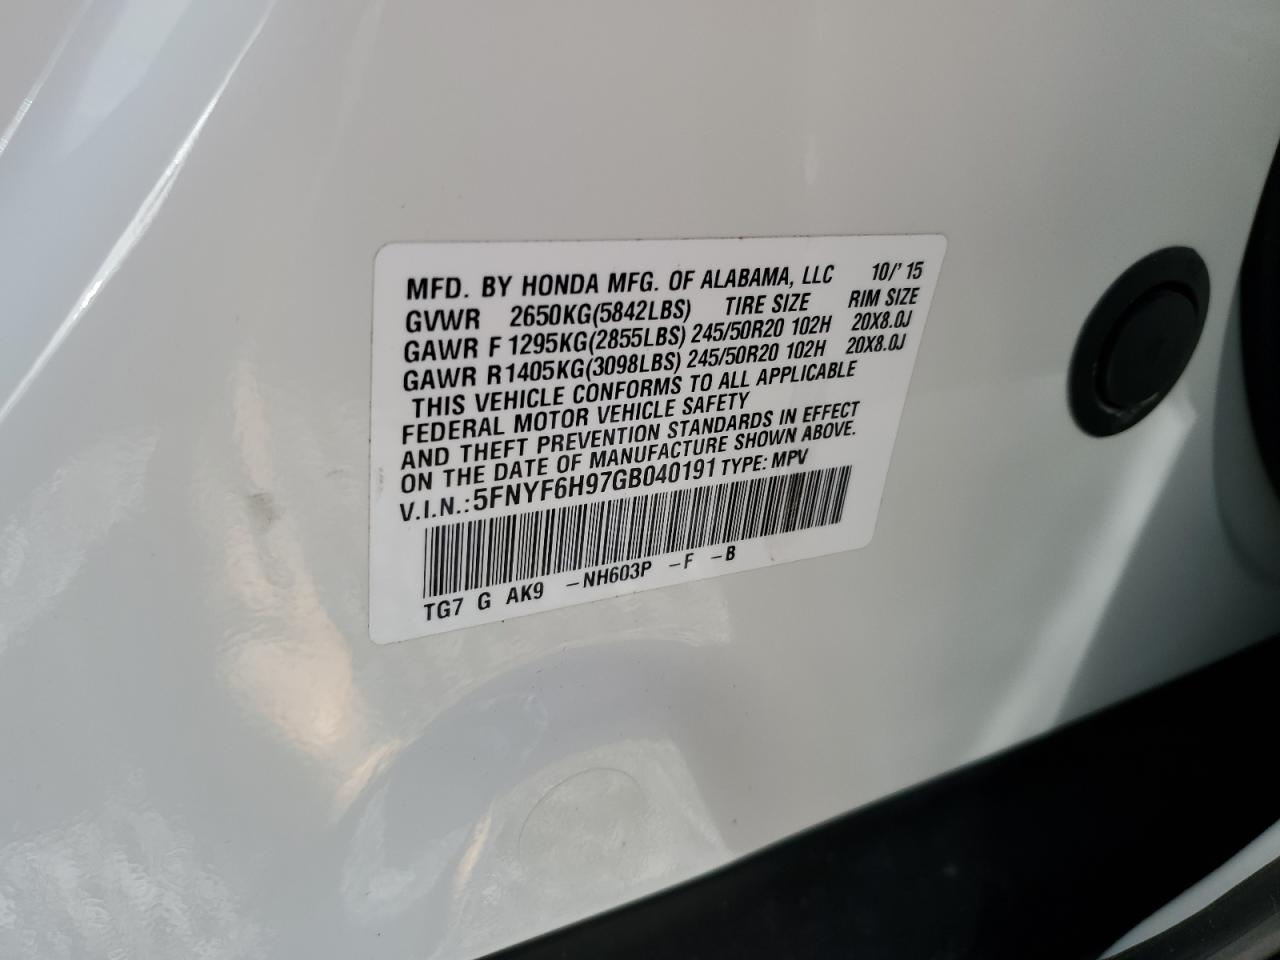 MFD. BY HONDA MFG. OF ALABAMA, LLC 10/'15
GVWR 2650KG(5842LBS) TIRE SIZE RIM SIZE
GAWR F 1295KG(2855LBS) 245/50R20 102H 20X8.0J
GAWR R1405KG(3098LBS) 245/50R20 102H 20X8.0J
THIS VEHICLE CONFORMS TO ALL APPLICABLE
FEDERAL MOTOR VEHICLE SAFETY
AND THEFT PREVENTION STANDARDS IN EFFECT
ON THE DATE OF MANUFACTURE SHOWN ABOVE.
V.I.N.:5FNYF6H97GB040191 TYPE: MPV
TG7 G AK9 -NH603P -F -B